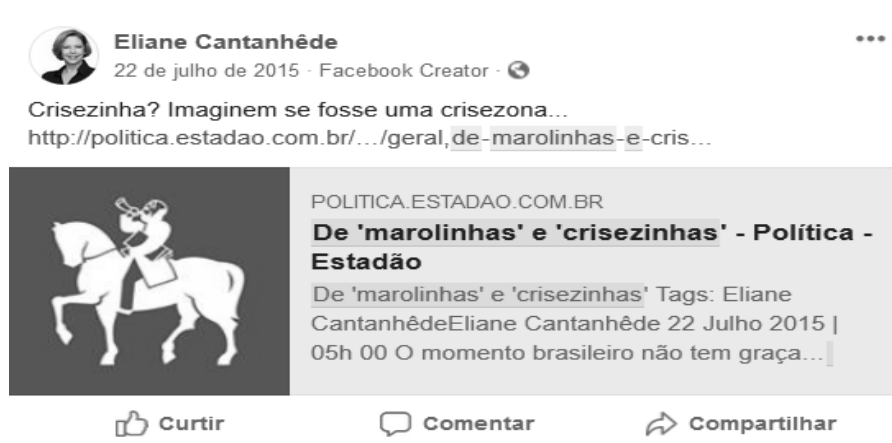 Eliane Cantanhêde
22 de julho de 2015 · Facebook Creator ·
Crisezinha? Imaginem se fosse uma crisezona...
http://politica.estadao.com.br/.../geral,de-marolinhas-e-cris...
POLITICA.ESTADAO.COM.BR
De 'marolinhas' e 'crisezinhas' - Política -
Estadão
De 'marolinhas' e 'crisezinhas' Tags: Eliane
CantanhêdeEliane Cantanhêde 22 Julho 2015 |
05h 00 O momento brasileiro não tem graça...
Curtir Comentar Compartilhar